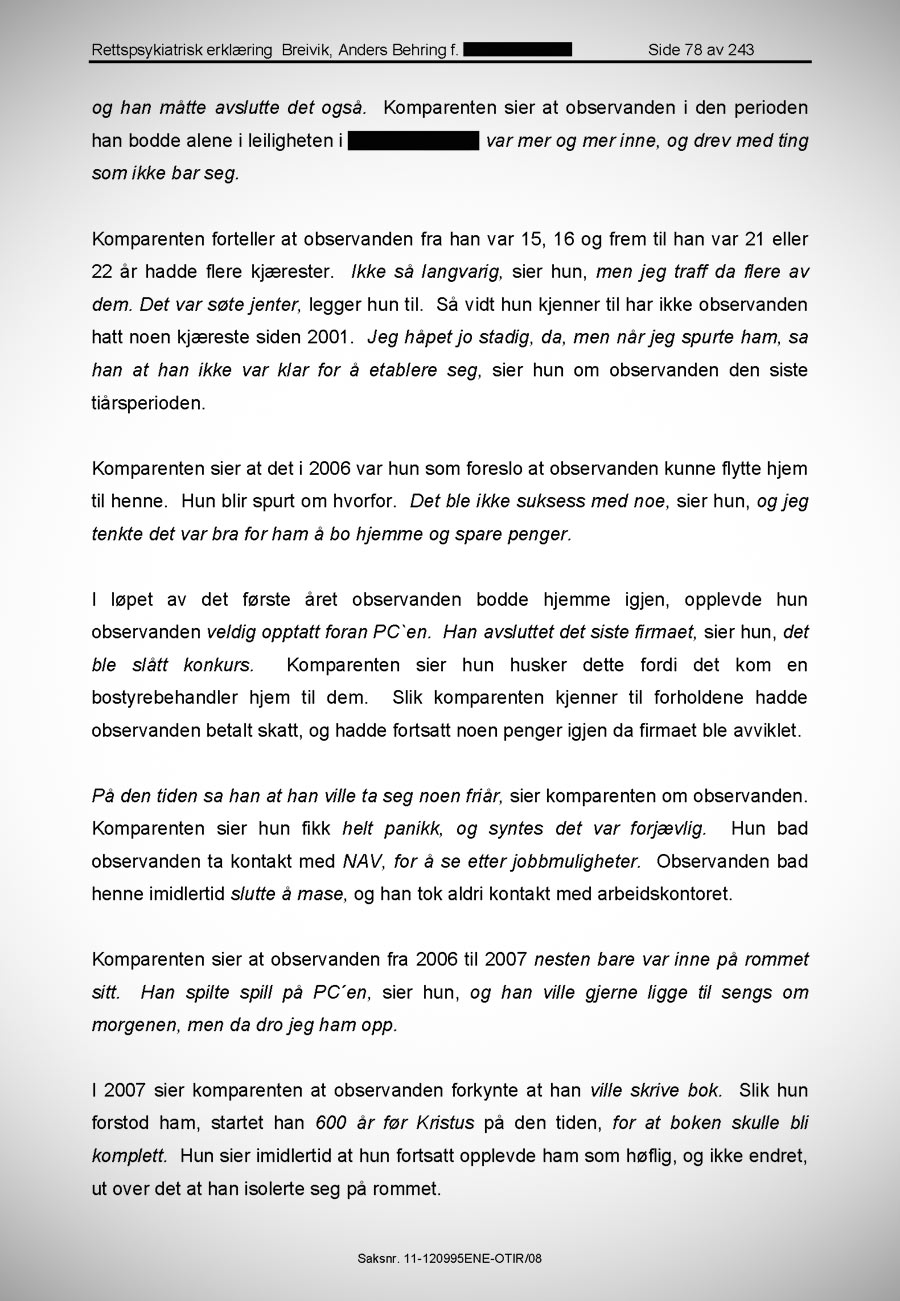 Rettspsykiatrisk erklæring Breivik, Anders Behring f. Side 78 av 243
og han måtte avslutte det også. Komparenten sier at observanden i den perioden
han bodde alene i leiligheten i var mer og mer inne, og drev med ting
som ikke bar seg.
Komparenten forteller at observanden fra han var 15, 16 og frem til han var 21 eller
22 år hadde flere kjærester. Ikke så langvarig, sier hun, men jeg traff da flere av
dem. Det var søte jenter, legger hun til. Så vidt hun kjenner til har ikke observanden
hatt noen kjæreste siden 2001. Jeg håpet jo stadig, da, men når jeg spurte ham, sa
han at han ikke var klar for å etablere seg, sier hun om observanden den siste
tiårsperioden.
Komparenten sier at det i 2006 var hun som foreslo at observanden kunne flytte hjem
til henne. Hun blir spurt om hvorfor. Det ble ikke suksess med noe, sier hun, og jeg
tenkte det var bra for ham å bo hjemme og spare penger.
I løpet av det første året observanden bodde hjemme igjen, opplevde hun
observanden veldig opptatt foran PC`en. Han avsluttet det siste firmaet, sier hun, det
ble slått konkurs. Komparenten sier hun husker dette fordi det kom en
bostyrebehandler hjem til dem. Slik komparenten kjenner til forholdene hadde
observanden betalt skatt, og hadde fortsatt noen penger igjen da firmaet ble avviklet.
På den tiden sa han at han ville ta seg noen friår, sier komparenten om observanden.
Komparenten sier hun fikk helt panikk, og syntes det var forjævlig. Hun bad
observanden ta kontakt med NAV, for å se etter jobbmuligheter. Observanden bad
henne imidlertid slutte å mase, og han tok aldri kontakt med arbeidskontoret.
Komparenten sier at observanden fra 2006 til 2007 nesten bare var inne på rommet
sitt. Han spilte spill på PC´en, sier hun, og han ville gjerne ligge til sengs om
morgenen, men da dro jeg ham opp.
I 2007 sier komparenten at observanden forkynte at han ville skrive bok. Slik hun
forstod ham, startet han 600 år før Kristus på den tiden, for at boken skulle bli
komplett. Hun sier imidlertid at hun fortsatt opplevde ham som høflig, og ikke endret,
ut over det at han isolerte seg på rommet.
Saksnr. 11-120995ENE-OTIR/08